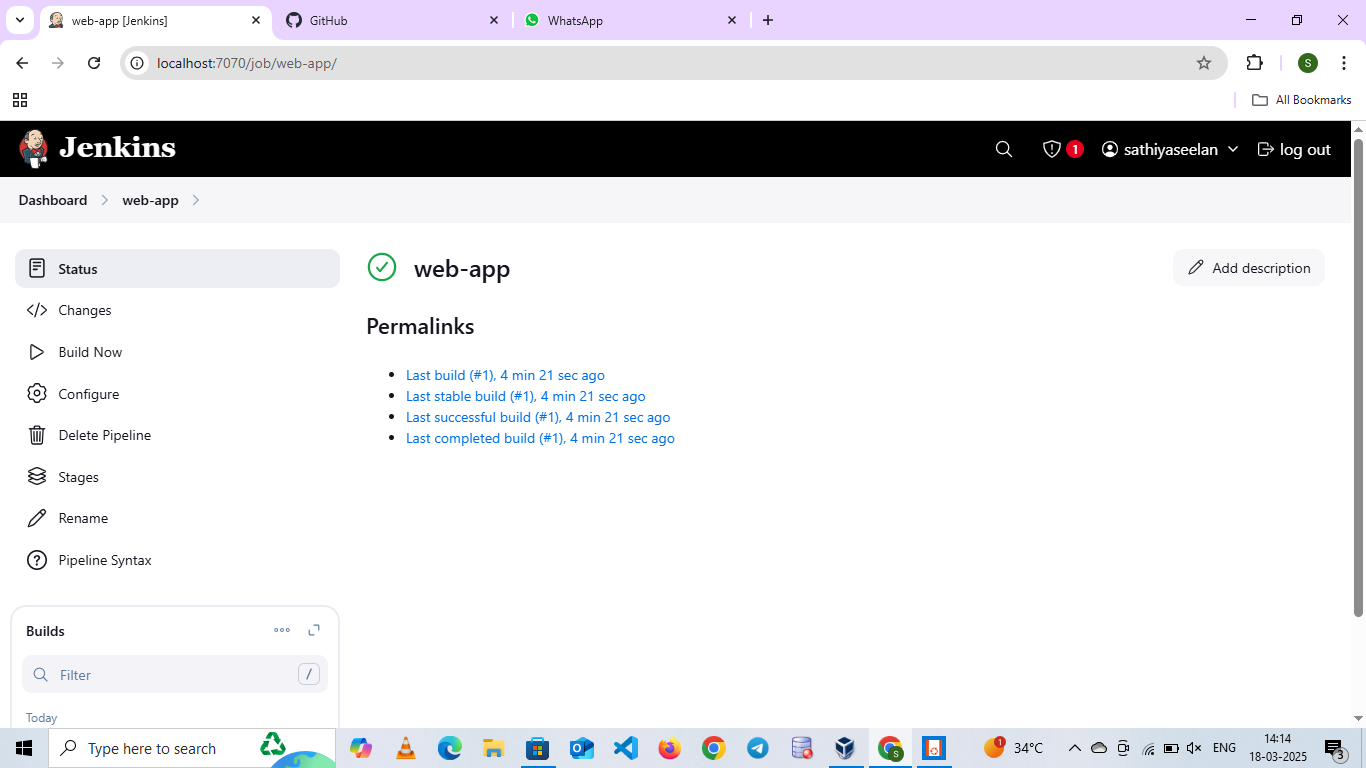 web-app [Jenkins]
GitHub
WhatsApp
localhost:7070/job/web-app/
S
All Bookmarks
Jenkins
1
sathiyaseelan
log out
Dashboard
web-app
Status
Changes
Build Now
Configure
Delete Pipeline
Stages
Rename
Pipeline Syntax
Builds
Filter
/
Today
web-app
Add description
Permalinks
Last build (#1), 4 min 21 sec ago
Last stable build (#1), 4 min 21 sec ago
Last successful build (#1), 4 min 21 sec ago
Last completed build (#1), 4 min 21 sec ago
Type here to search
S
1
34°C
ENG
14:14
18-03-2025
3